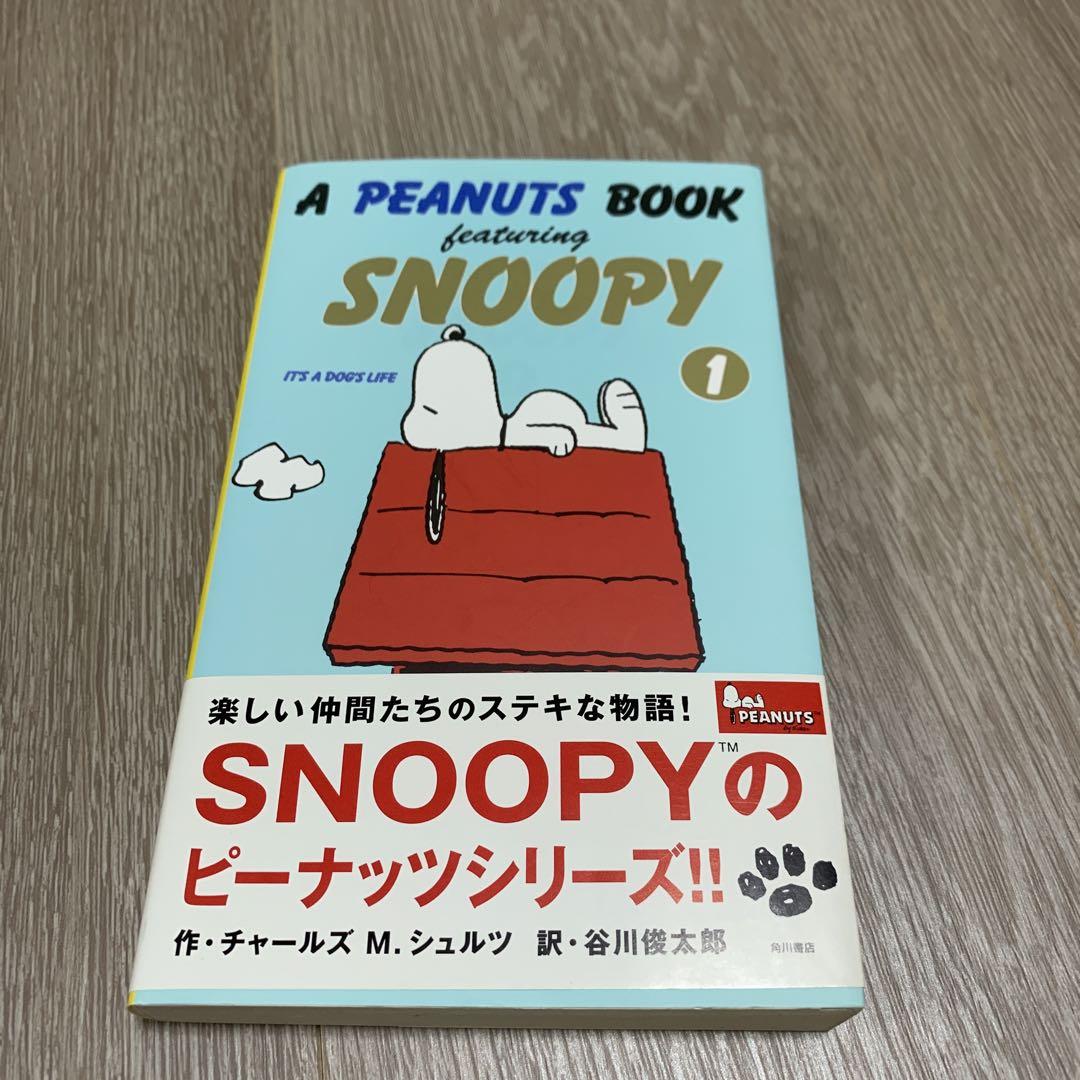 A PEANUTS BOOK
featuring
SNOOPY
1
IT'S A DOG'S LIFE
楽しい仲間たちのステキな物語!
PEANUTS
SNOOPY™の
ピーナッツシリーズ!!
作・チャールズ M.シュルツ 訳・谷川俊太郎
角川書店